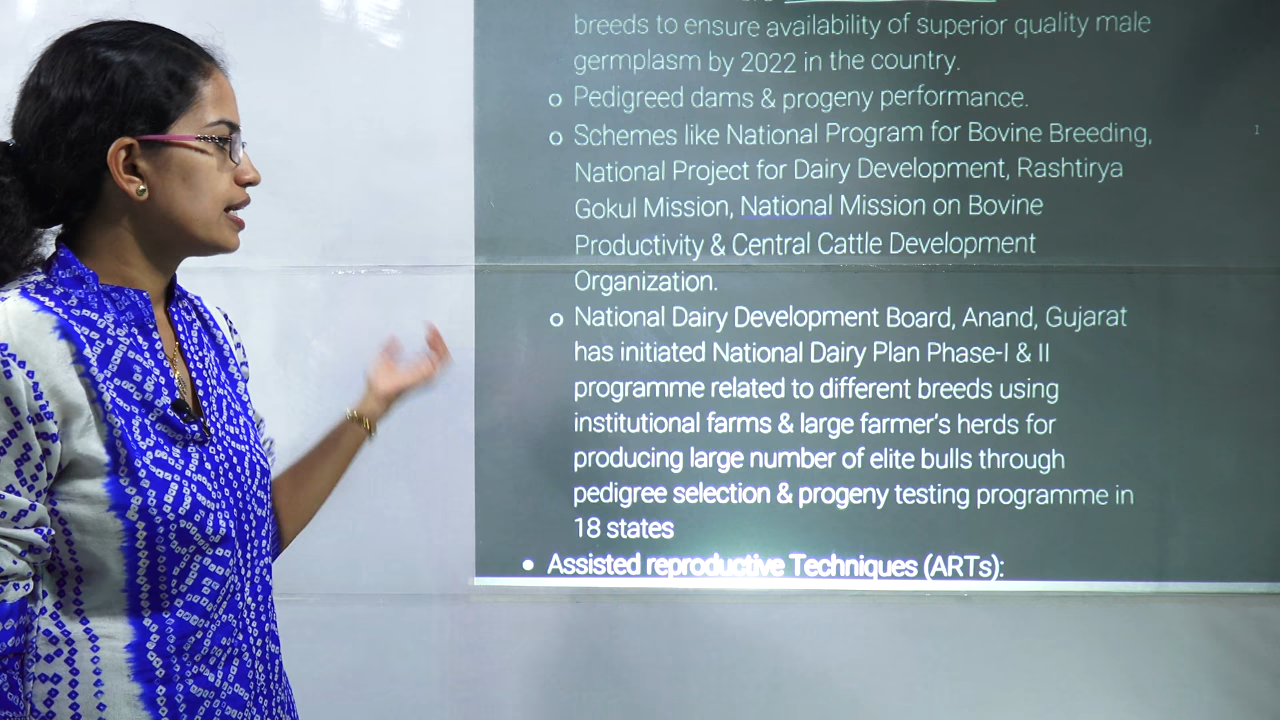 breeds to ensure availability of superior quality male
germplasm by 2022 in the country.
o Pedigreed dams & progeny performance.
o Schemes like National Program for Bovine Breeding,
National Project for Dairy Development, Rashtirya
Gokul Mission, National Mission on Bovine
Productivity & Central Cattle Development
Organization.
o National Dairy Development Board, Anand, Gujarat
has initiated National Dairy Plan Phase-I & II
programme related to different breeds using
institutional farms & large farmer's herds for
producing large number of elite bulls through
pedigree selection & progeny testing programme in
18 states
• Assisted reproductive Techniques (ARTs):